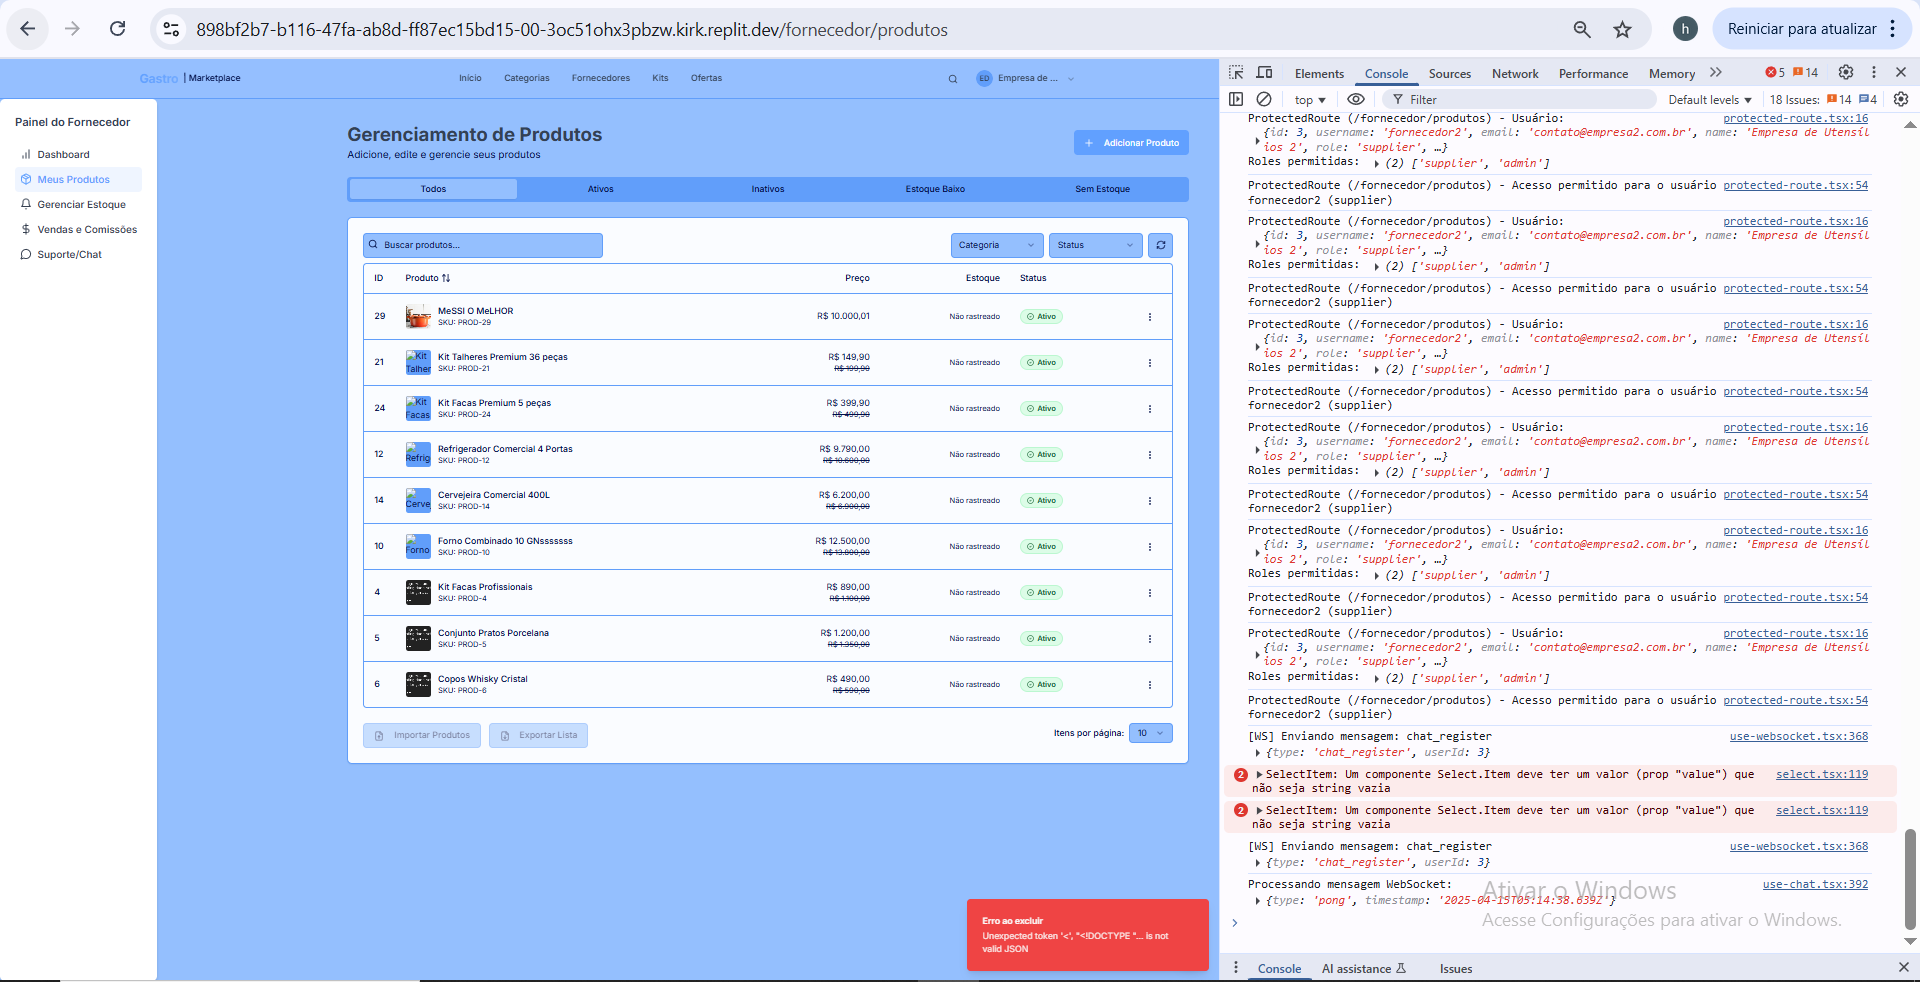 898bf2b7-b116-47fa-ab8d-ff87ec15bd15-00-3oc51ohx3pbzw.kirk.replit.dev/fornecedor/produtos
h
Reiniciar para atualizar
Gastro | Marketplace
Início
Categorias
Fornecedores
Kits
Ofertas
ED
Empresa de ...
Painel do Fornecedor
Dashboard
Meus Produtos
Gerenciar Estoque
Vendas e Comissões
Suporte/Chat
Gerenciamento de Produtos
Adicione, edite e gerencie seus produtos
Adicionar Produto
Todos
Ativos
Inativos
Estoque Baixo
Sem Estoque
Buscar produtos...
Categoria
Status
ID
Produto
Preço
Estoque
Status
29
MeSSI O MeLHOR
SKU: PROD-29
R$ 10.000,01
Não rastreado
Ativo
21
Kit
Talher
Kit Talheres Premium 36 peças
SKU: PROD-21
R$ 149,90
R$ 199,90
Não rastreado
Ativo
24
Kit
Facas
Kit Facas Premium 5 peças
SKU: PROD-24
R$ 399,90
R$ 499,90
Não rastreado
Ativo
12
Refrig
Refrigerador Comercial 4 Portas
SKU: PROD-12
R$ 9.790,00
R$ 10.800,00
Não rastreado
Ativo
14
Cerve
Cervejeira Comercial 400L
SKU: PROD-14
R$ 6.200,00
R$ 6.900,00
Não rastreado
Ativo
10
Forno
Forno Combinado 10 GNsssssss
SKU: PROD-10
R$ 12.500,00
R$ 13.800,00
Não rastreado
Ativo
4
Kit Facas Profissionais
SKU: PROD-4
R$ 890,00
R$ 1.100,00
Não rastreado
Ativo
5
Conjunto Pratos Porcelana
SKU: PROD-5
R$ 1.200,00
R$ 1.350,00
Não rastreado
Ativo
6
Copos Whisky Cristal
SKU: PROD-6
R$ 490,00
R$ 590,00
Não rastreado
Ativo
Importar Produtos
Exportar Lista
Itens por página:
10
Erro ao excluir
Unexpected token '<', "<!DOCTYPE "... is not
valid JSON
Elements
Console
Sources
Network
Performance
Memory
5
14
top
Filter
Default levels
18 Issues:
14
4
ProtectedRoute (/fornecedor/produtos) - Usuário: protected-route.tsx:16
{id: 3, username: 'fornecedor2', email: 'contato@empresa2.com.br', name: 'Empresa de Utensíl
ios 2', role: 'supplier', …}
Roles permitidas: (2) ['supplier', 'admin']
ProtectedRoute (/fornecedor/produtos) - Acesso permitido para o usuário protected-route.tsx:54
fornecedor2 (supplier)
ProtectedRoute (/fornecedor/produtos) - Usuário: protected-route.tsx:16
{id: 3, username: 'fornecedor2', email: 'contato@empresa2.com.br', name: 'Empresa de Utensíl
ios 2', role: 'supplier', …}
Roles permitidas: (2) ['supplier', 'admin']
ProtectedRoute (/fornecedor/produtos) - Acesso permitido para o usuário protected-route.tsx:54
fornecedor2 (supplier)
ProtectedRoute (/fornecedor/produtos) - Usuário: protected-route.tsx:16
{id: 3, username: 'fornecedor2', email: 'contato@empresa2.com.br', name: 'Empresa de Utensíl
ios 2', role: 'supplier', …}
Roles permitidas: (2) ['supplier', 'admin']
ProtectedRoute (/fornecedor/produtos) - Acesso permitido para o usuário protected-route.tsx:54
fornecedor2 (supplier)
ProtectedRoute (/fornecedor/produtos) - Usuário: protected-route.tsx:16
{id: 3, username: 'fornecedor2', email: 'contato@empresa2.com.br', name: 'Empresa de Utensíl
ios 2', role: 'supplier', …}
Roles permitidas: (2) ['supplier', 'admin']
ProtectedRoute (/fornecedor/produtos) - Acesso permitido para o usuário protected-route.tsx:54
fornecedor2 (supplier)
ProtectedRoute (/fornecedor/produtos) - Usuário: protected-route.tsx:16
{id: 3, username: 'fornecedor2', email: 'contato@empresa2.com.br', name: 'Empresa de Utensíl
ios 2', role: 'supplier', …}
Roles permitidas: (2) ['supplier', 'admin']
ProtectedRoute (/fornecedor/produtos) - Acesso permitido para o usuário protected-route.tsx:54
fornecedor2 (supplier)
ProtectedRoute (/fornecedor/produtos) - Usuário: protected-route.tsx:16
{id: 3, username: 'fornecedor2', email: 'contato@empresa2.com.br', name: 'Empresa de Utensíl
ios 2', role: 'supplier', …}
Roles permitidas: (2) ['supplier', 'admin']
ProtectedRoute (/fornecedor/produtos) - Acesso permitido para o usuário protected-route.tsx:54
fornecedor2 (supplier)
[WS] Enviando mensagem: chat_register use-websocket.tsx:368
{type: 'chat_register', userId: 3}
2 SelectItem: Um componente Select.Item deve ter um valor (prop "value") que select.tsx:119
não seja string vazia
2 SelectItem: Um componente Select.Item deve ter um valor (prop "value") que select.tsx:119
não seja string vazia
[WS] Enviando mensagem: chat_register use-websocket.tsx:368
{type: 'chat_register', userId: 3}
Processando mensagem WebSocket: use-chat.tsx:392
{type: 'pong', timestamp: '2025-04-15T05:14:38.639Z'}
Ativar o Windows
Acesse Configurações para ativar o Windows.
Console
AI assistance
Issues